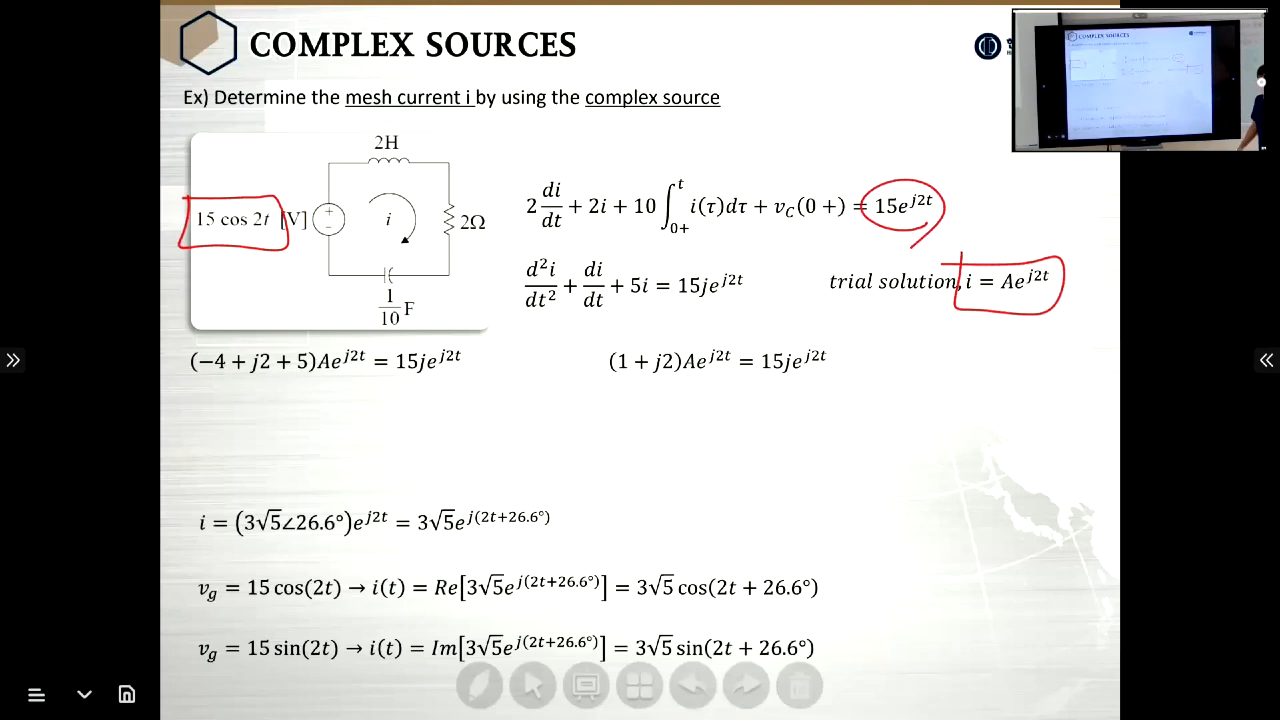 COMPLEX SOURCES
Ex) Determine the mesh current i by using the complex source
2H
15 cos 2t [V]
+
−
i
2Ω
1/10 F
2 di/dt + 2i + 10 ∫_{0+}^{t} i(τ)dτ + v_C(0 +) = 15e^{j2t}
d²i/dt² + di/dt + 5i = 15je^{j2t}
trial solution, i = Ae^{j2t}
(−4 + j2 + 5)Ae^{j2t} = 15je^{j2t}
(1 + j2)Ae^{j2t} = 15je^{j2t}
i = (3√5∠26.6°)e^{j2t} = 3√5e^{j(2t+26.6°)}
v_g = 15 cos(2t) → i(t) = Re[3√5e^{j(2t+26.6°)}] = 3√5 cos(2t + 26.6°)
v_g = 15 sin(2t) → i(t) = Im[3√5e^{j(2t+26.6°)}] = 3√5 sin(2t + 26.6°)
COMPLEX SOURCES